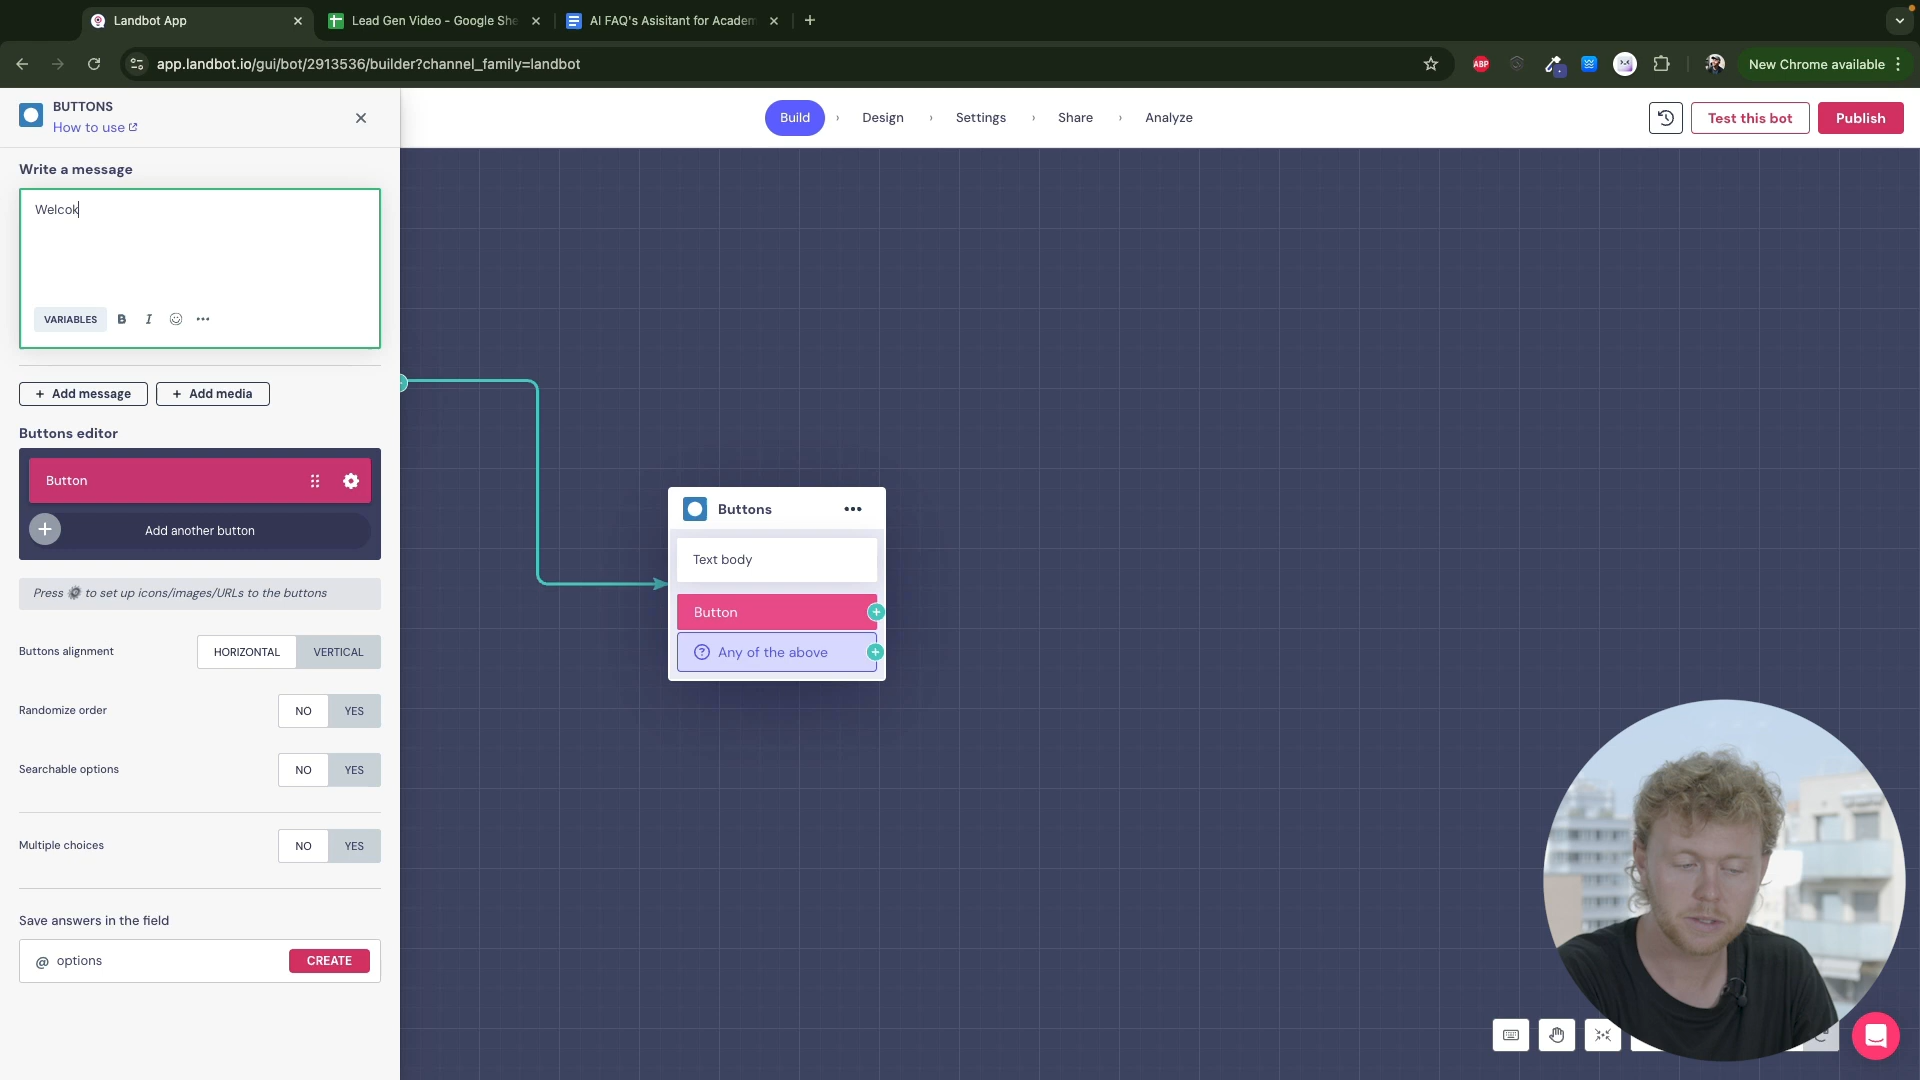 Landbot App
Lead Gen Video - Google She
AI FAQ's Asisitant for Academ
app.landbot.io/gui/bot/2913536/builder?channel_family=landbot
ABP
New Chrome available
BUTTONS
How to use
Build
Design
Settings
Share
Analyze
Test this bot
Publish
Write a message
Welcok
VARIABLES
B
I
+ Add message
+ Add media
Buttons editor
Button
Add another button
Press ⚙️ to set up icons/images/URLs to the buttons
Buttons alignment
HORIZONTAL
VERTICAL
Randomize order
NO
YES
Searchable options
NO
YES
Multiple choices
NO
YES
Save answers in the field
@ options
CREATE
Buttons
Text body
Button
Any of the above